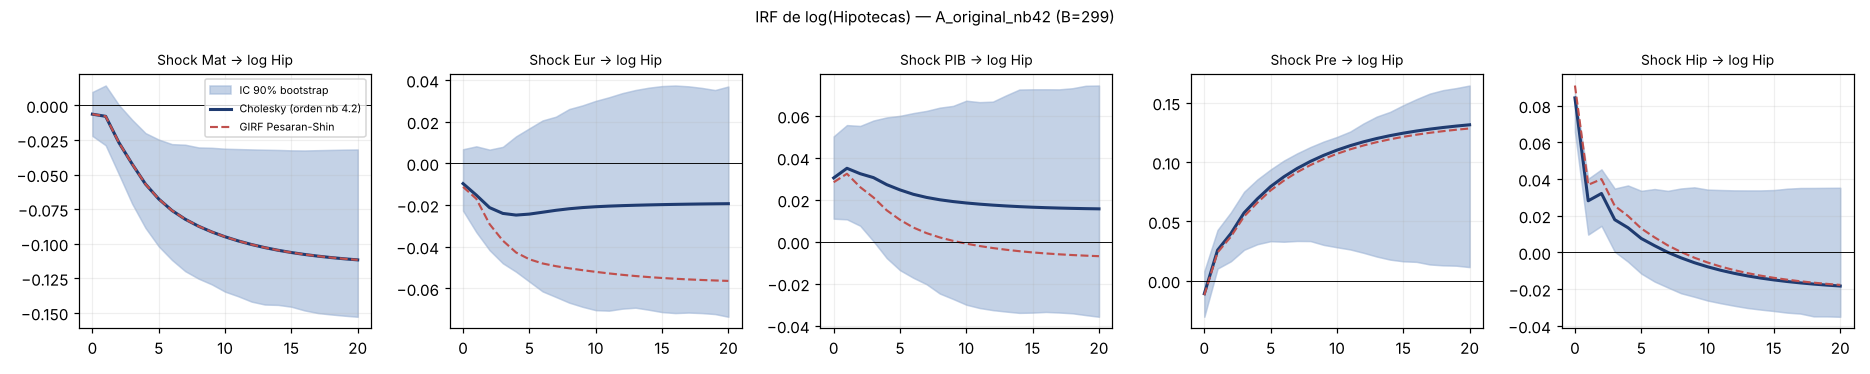 IRF de log(Hipotecas) — A_original_nb42 (B=299)
Shock Mat → log Hip
0.000
−0.025
−0.050
−0.075
−0.100
−0.125
−0.150
IC 90% bootstrap
Cholesky (orden nb 4.2)
GIRF Pesaran-Shin
0 5 10 15 20
Shock Eur → log Hip
0.04
0.02
0.00
−0.02
−0.04
−0.06
0 5 10 15 20
Shock PIB → log Hip
0.06
0.04
0.02
0.00
−0.02
−0.04
0 5 10 15 20
Shock Pre → log Hip
0.15
0.10
0.05
0.00
0 5 10 15 20
Shock Hip → log Hip
0.08
0.06
0.04
0.02
0.00
−0.02
−0.04
0 5 10 15 20